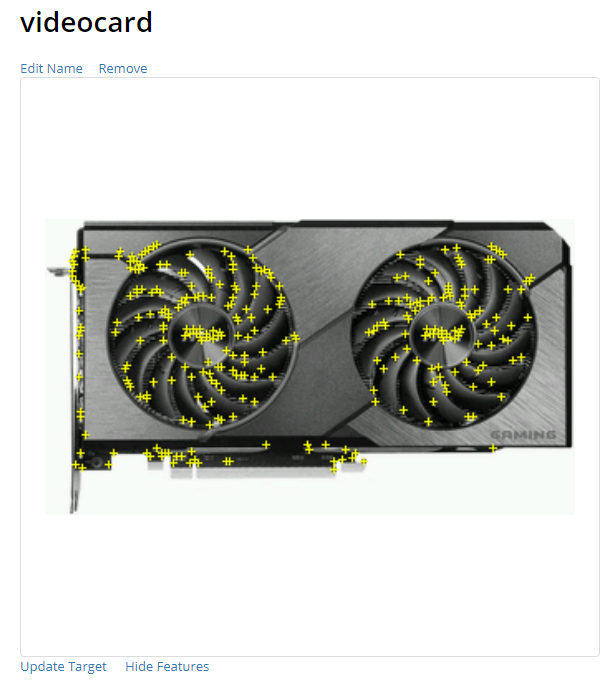 videocard
Edit Name Remove
GAMING
Update Target Hide Features